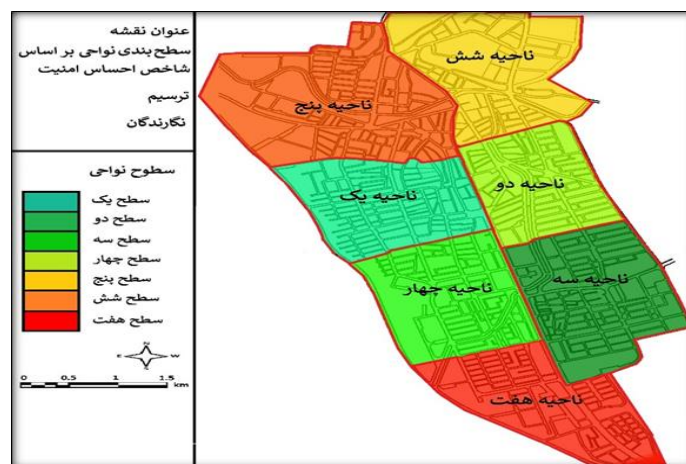 عنوان نقشه
سطح بندی نواحی بر اساس
شاخص احساس امنیت
ترسیم
نگارندگان
سطوح نواحی
سطح یک
سطح دو
سطح سه
سطح چهار
سطح پنج
سطح شش
سطح هفت
E W
0 0.5 1 1.5
km
ناحیه شش
ناحیه پنج
ناحیه دو
ناحیه یک
ناحیه سه
ناحیه چهار
ناحیه هفت